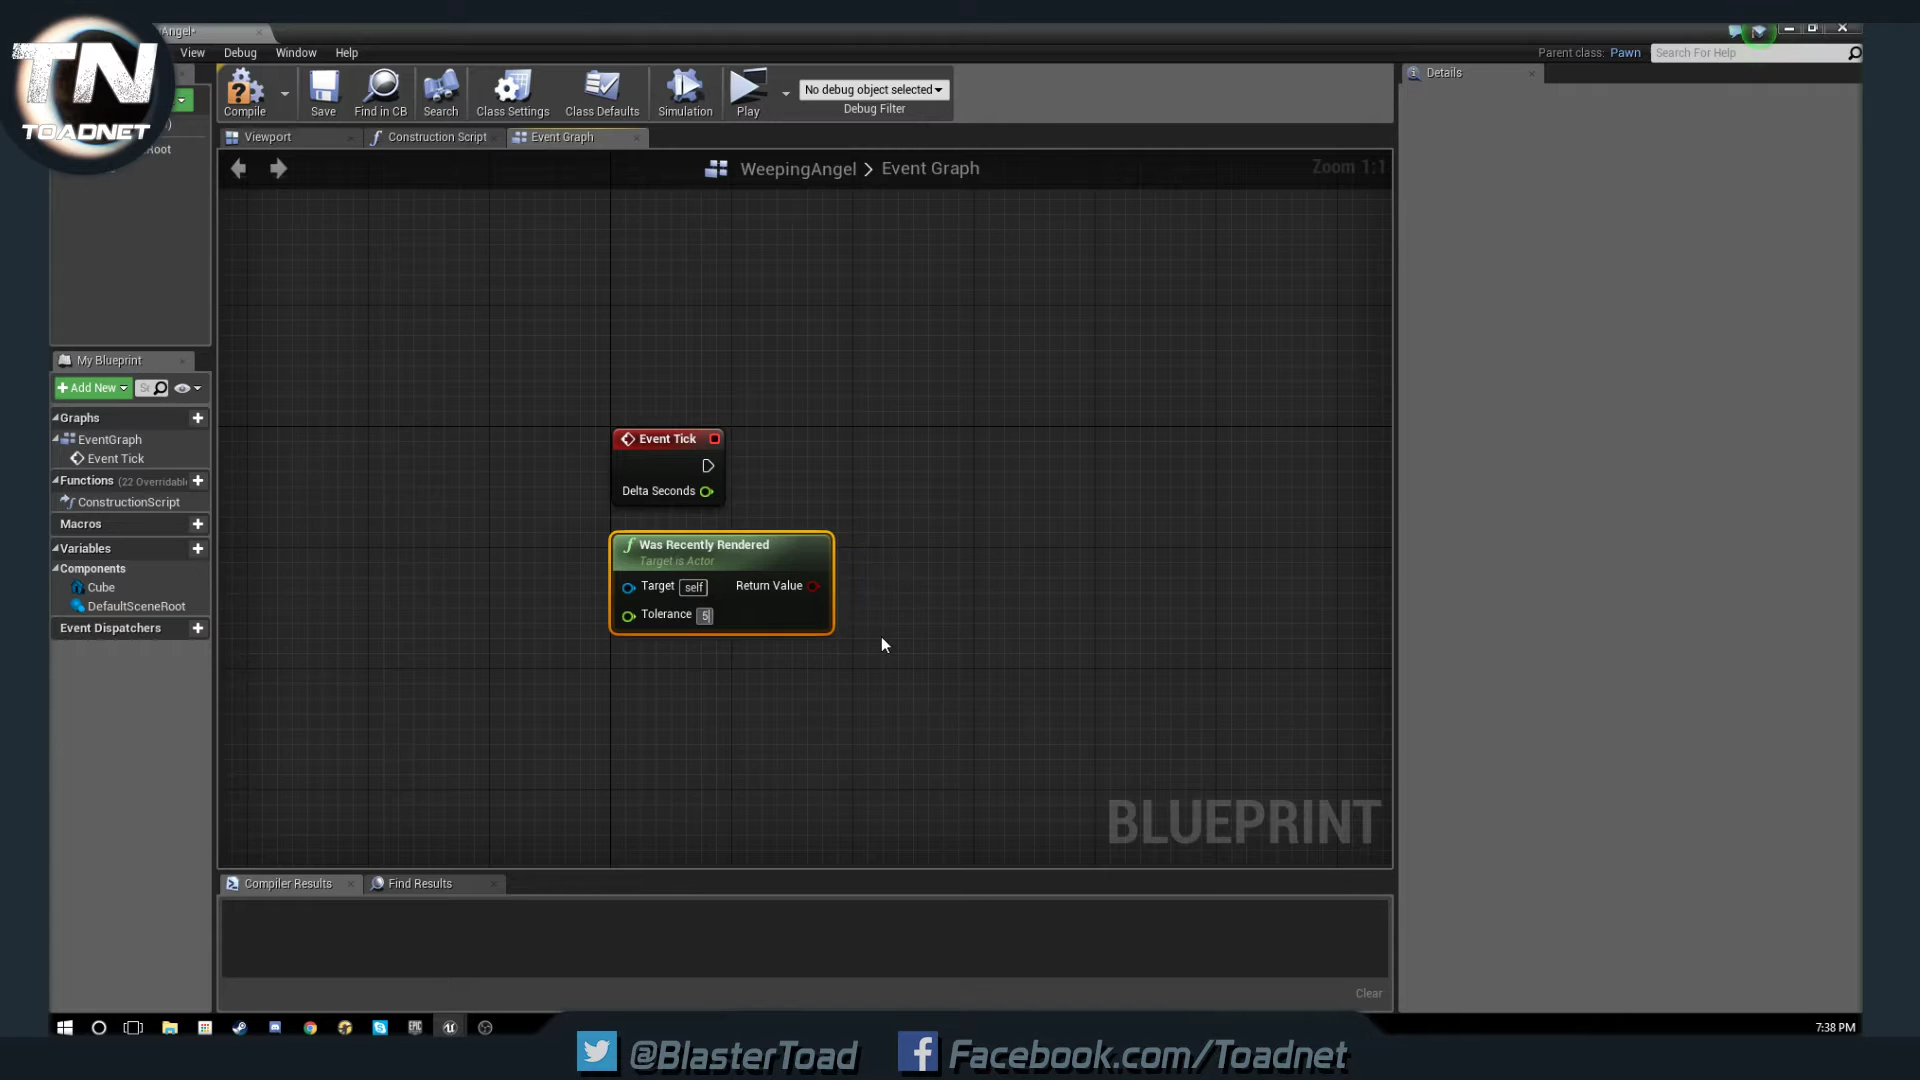 TN
TOADNET
Angel*
View Debug Window Help
Parent class: Pawn Search For Help
Compile Save Find in CB Search Class Settings Class Defaults Simulation Play
No debug object selected
Debug Filter
Details
Viewport Construction Script Event Graph
WeepingAngel > Event Graph
Zoom 1:1
Root
My Blueprint
+ Add New
Graphs +
EventGraph
Event Tick
Functions (22 Overridabl +
ConstructionScript
Macros +
Variables +
Components
Cube
DefaultSceneRoot
Event Dispatchers +
Event Tick
Delta Seconds
Was Recently Rendered
Target is Actor
Target self Return Value
Tolerance 5
BLUEPRINT
Compiler Results Find Results
Clear
EPIC
7:38 PM
@BlasterToad Facebook.com/Toadnet